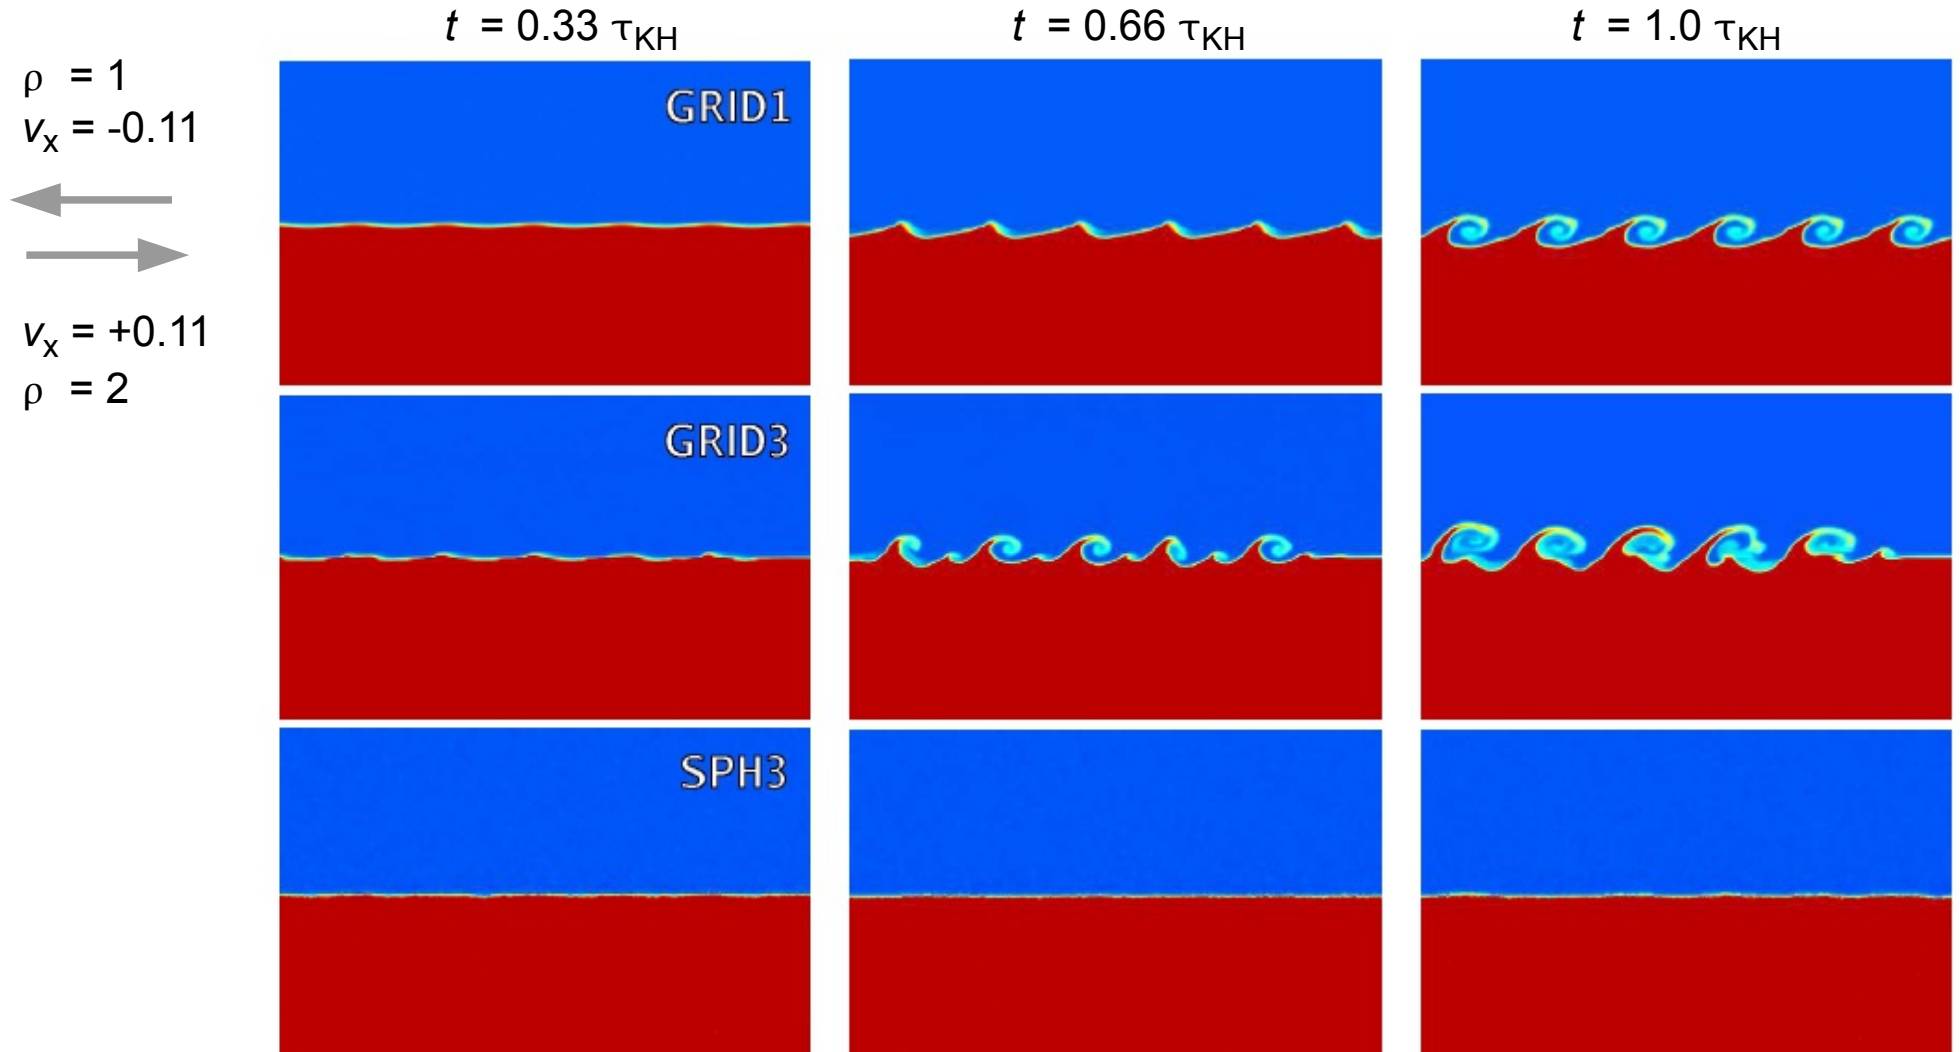 t = 0.33 τKH
t = 0.66 τKH
t = 1.0 τKH
ρ = 1
vx = -0.11
vx = +0.11
ρ = 2
GRID1
GRID3
SPH3